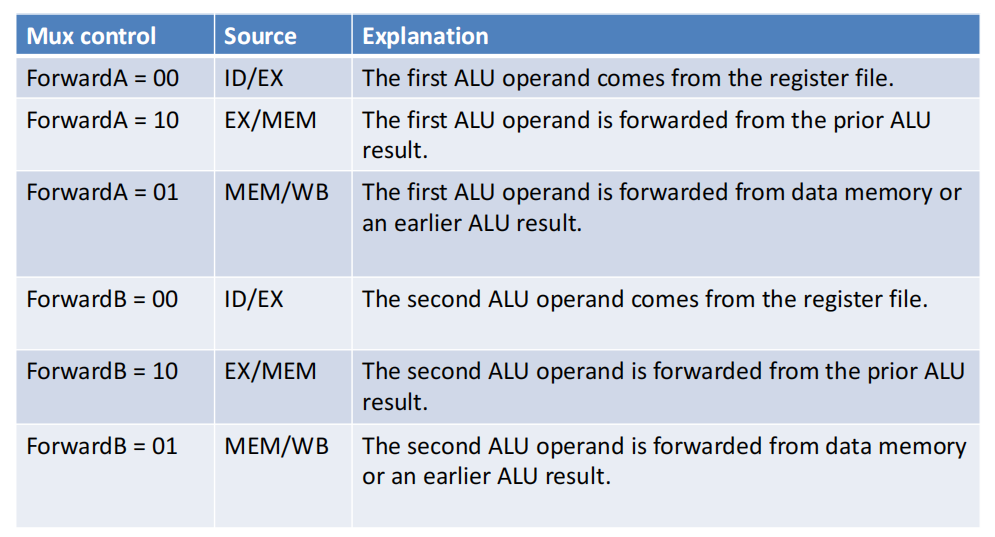 Mux control Source Explanation
ForwardA = 00 ID/EX The first ALU operand comes from the register file.
ForwardA = 10 EX/MEM The first ALU operand is forwarded from the prior ALU
result.
ForwardA = 01 MEM/WB The first ALU operand is forwarded from data memory or
an earlier ALU result.
ForwardB = 00 ID/EX The second ALU operand comes from the register file.
ForwardB = 10 EX/MEM The second ALU operand is forwarded from the prior ALU
result.
ForwardB = 01 MEM/WB The second ALU operand is forwarded from data memory
or an earlier ALU result.